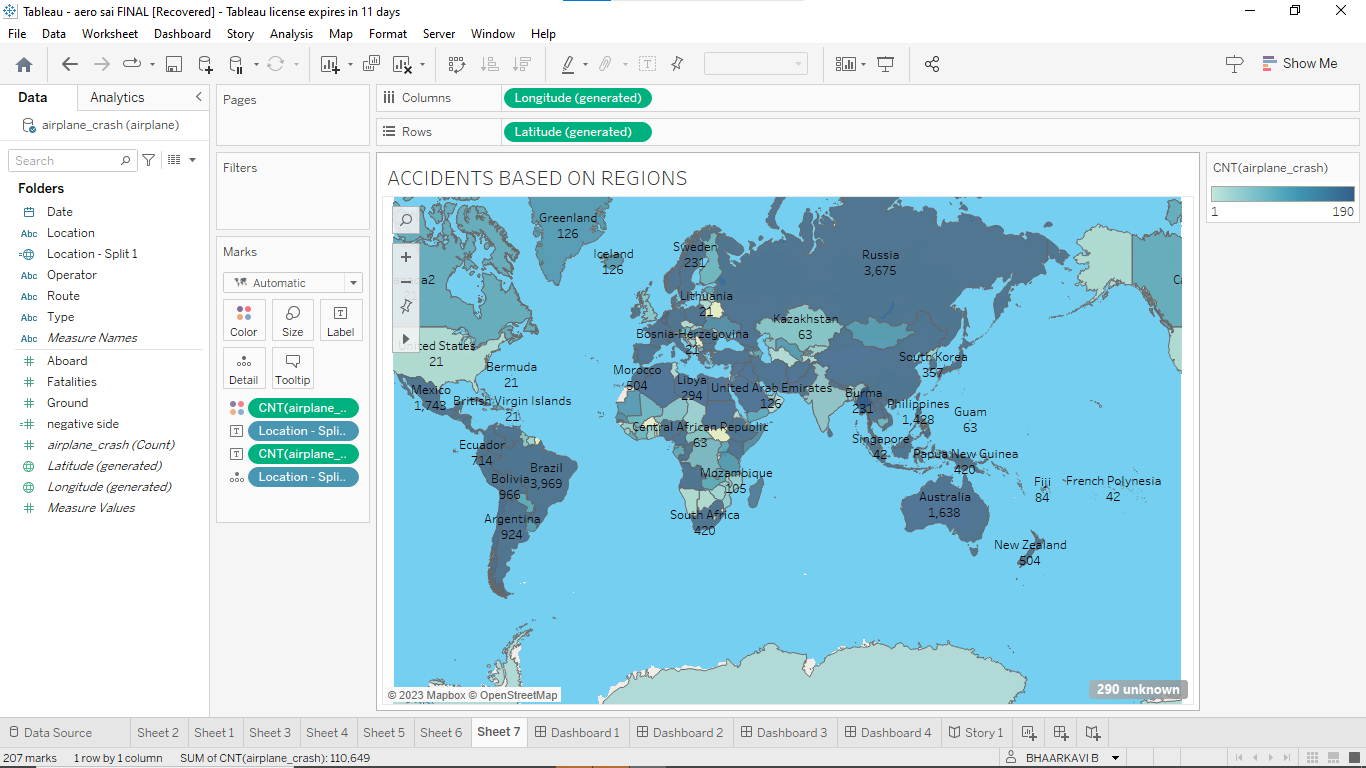 Tableau - aero sai FINAL [Recovered] - Tableau license expires in 11 days
File Data Worksheet Dashboard Story Analysis Map Format Server Window Help
Show Me
Data Analytics
airplane_crash (airplane)
Search
Folders
Date
Abc Location
Location - Split 1
Abc Operator
Abc Route
Abc Type
Abc Measure Names
Aboard
Fatalities
Ground
negative side
airplane_crash (Count)
Latitude (generated)
Longitude (generated)
Measure Values
Pages
Filters
Marks
Automatic
Color Size Label
Detail Tooltip
CNT(airplane_..
Location - Spli..
CNT(airplane_..
Location - Spli..
Columns Longitude (generated)
Rows Latitude (generated)
ACCIDENTS BASED ON REGIONS
Greenland
126
Iceland
126
Sweden
231
Russia
3,675
Lithuania
21
Kazakhstan
63
Bosnia-Herzegovina
21
United States
21
Bermuda
21
South Korea
357
Morocco
504
Libya
294
United Arab Emirates
126
Mexico
1,743
British Virgin Islands
21
Burma
231
Philippines
1,428
Guam
63
Central African Republic
63
Ecuador
714
Singapore
42
Papua New Guinea
420
Brazil
3,969
Bolivia
966
Mozambique
105
Fiji
84
French Polynesia
42
Australia
1,638
Argentina
924
South Africa
420
New Zealand
504
© 2023 Mapbox © OpenStreetMap
290 unknown
CNT(airplane_crash)
1 190
Data Source Sheet 2 Sheet 1 Sheet 3 Sheet 4 Sheet 5 Sheet 6 Sheet 7 Dashboard 1 Dashboard 2 Dashboard 3 Dashboard 4 Story 1
207 marks 1 row by 1 column SUM of CNT(airplane_crash): 110,649 BHAARKAVI B